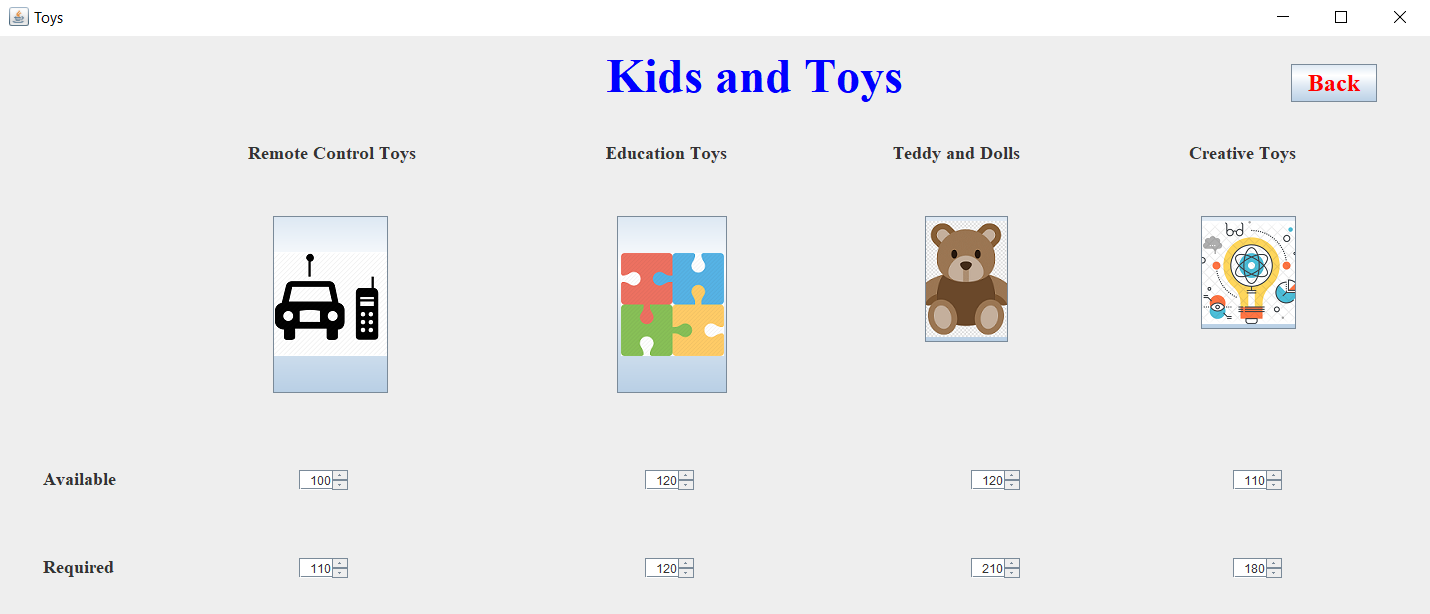 Toys
Kids and Toys
Back
Remote Control Toys Education Toys Teddy and Dolls Creative Toys
Available 100 120 120 110
Required 110 120 210 180